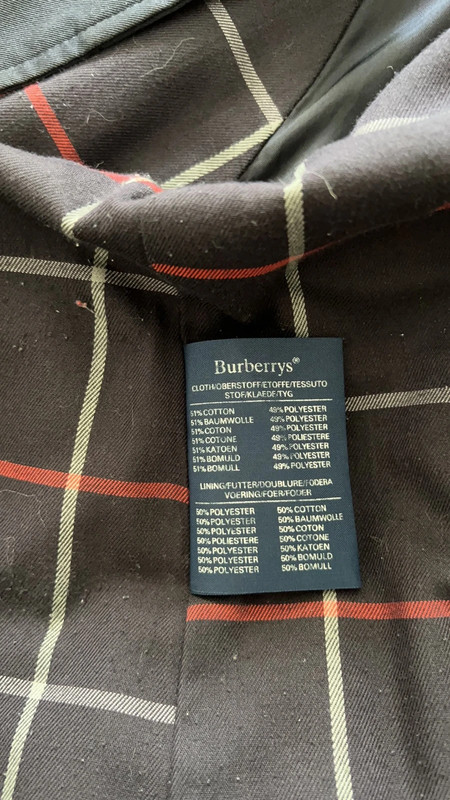 Burberrys®
CLOTH/OBERSTOFF/ETOFFE/TESSUTO
STOF/KLAEDE/TYG
51% COTTON 49% POLYESTER
51% BAUMWOLLE 49% POLYESTER
51% COTON 49% POLYESTER
51% COTONE 49% POLIESTERE
51% KATOEN 49% POLYESTER
51% BOMULD 49% POLYESTER
51% BOMULL 49% POLYESTER
LINING/FUTTER/DOUBLURE/FODERA
VOERING/FOER/FODER
50% POLYESTER 50% COTTON
50% POLYESTER 50% BAUMWOLLE
50% POLYESTER 50% COTON
50% POLIESTERE 50% COTONE
50% POLYESTER 50% KATOEN
50% POLYESTER 50% BOMULD
50% POLYESTER 50% BOMULL